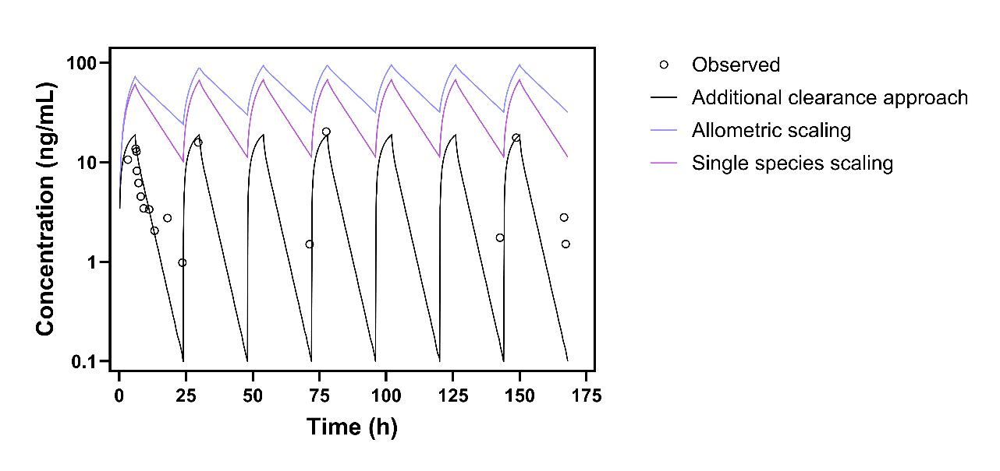 Concentration (ng/mL)
100
10
1
0.1
0
25
50
75
100
125
150
175
Time (h)
Observed
Additional clearance approach
Allometric scaling
Single species scaling